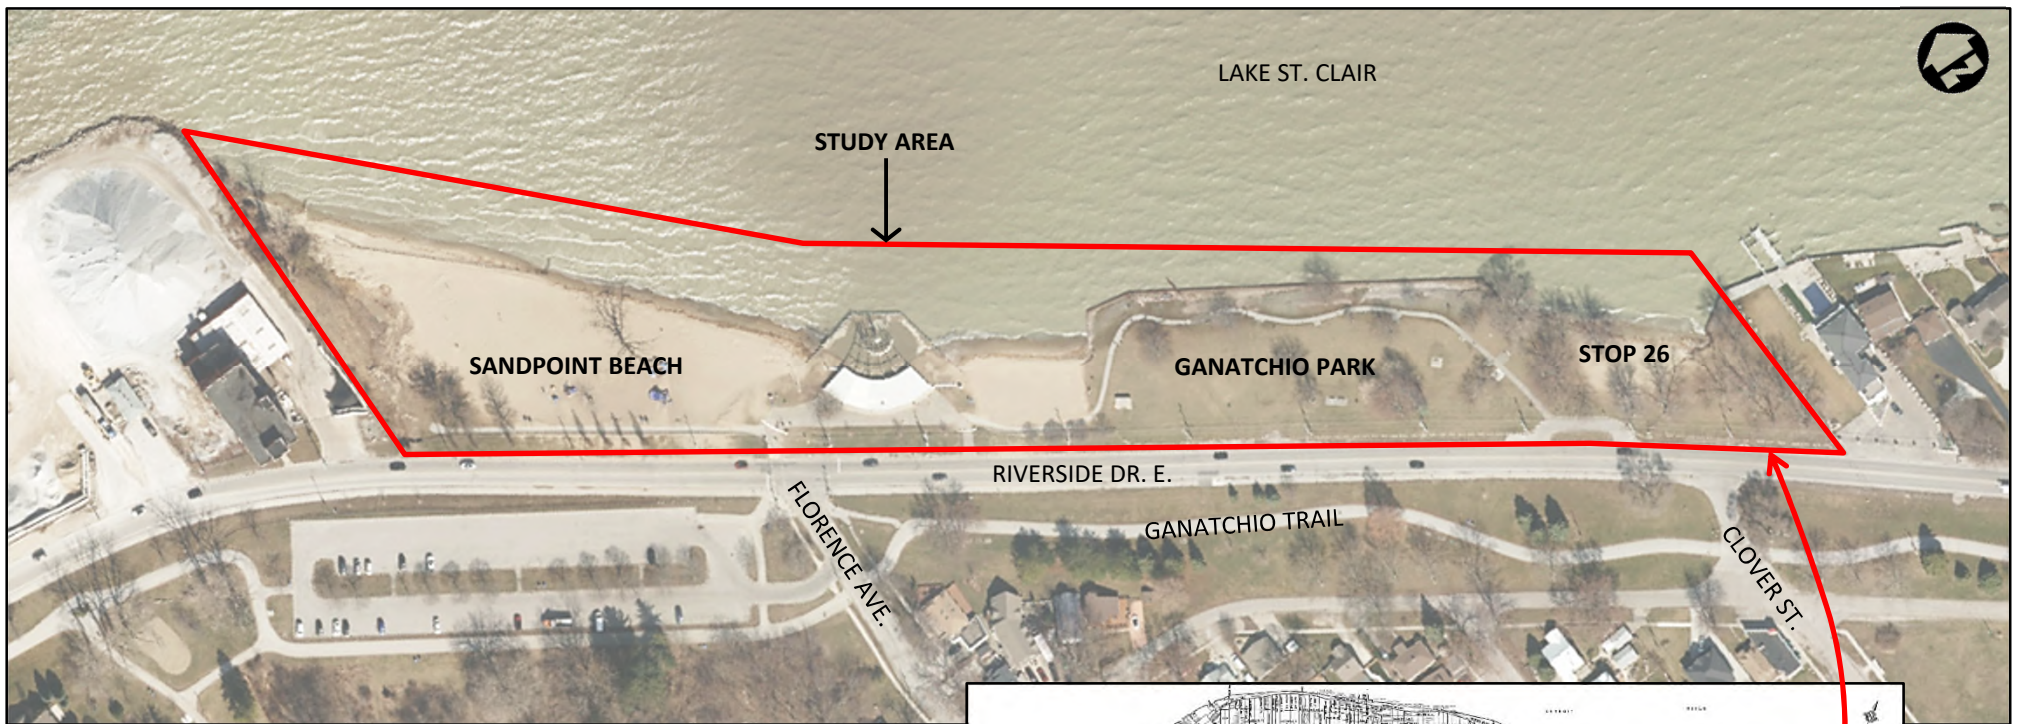 LAKE ST. CLAIR
STUDY AREA
SANDPOINT BEACH
GANATCHIO PARK
STOP 26
RIVERSIDE DR. E.
FLORENCE AVE.
GANATCHIO TRAIL
CLOVER ST.